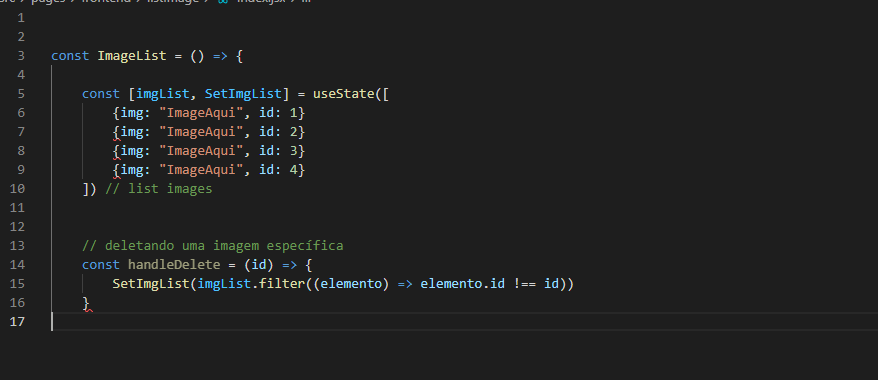 pages > frontend > listImage > index.jsx > ...
1
2
3 const ImageList = () => {
4
5 const [imgList, SetImgList] = useState([
6 {img: "ImageAqui", id: 1}
7 {img: "ImageAqui", id: 2}
8 {img: "ImageAqui", id: 3}
9 {img: "ImageAqui", id: 4}
10 ]) // list images
11
12
13 // deletando uma imagem específica
14 const handleDelete = (id) => {
15 SetImgList(imgList.filter((elemento) => elemento.id !== id))
16 }
17